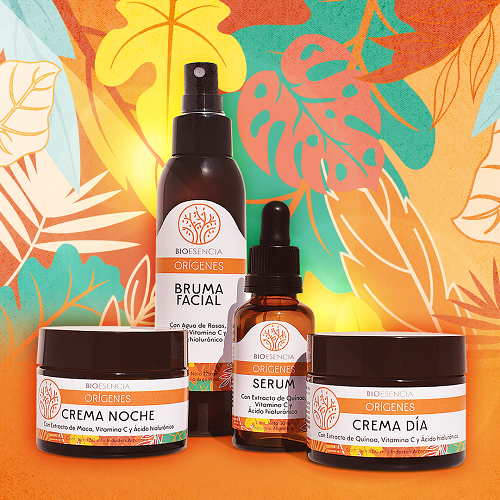 BIOESENCIA
ORÍGENES
BRUMA
FACIAL
Con Agua de Rosas,
Vitamina C y
hialurónico
BIOESENCIA
ORÍGENES
SERUM
Con Extracto de Quinoa,
Vitamina C y
Ácido hialurónico
BIOESENCIA
ORÍGENES
CREMA NOCHE
Con Extracto de Maca, Vitamina C y Ácido hialurónico
BIOESENCIA
ORÍGENES
CREMA DÍA
Con Extracto de Quinoa, Vitamina C y Ácido hialurónico